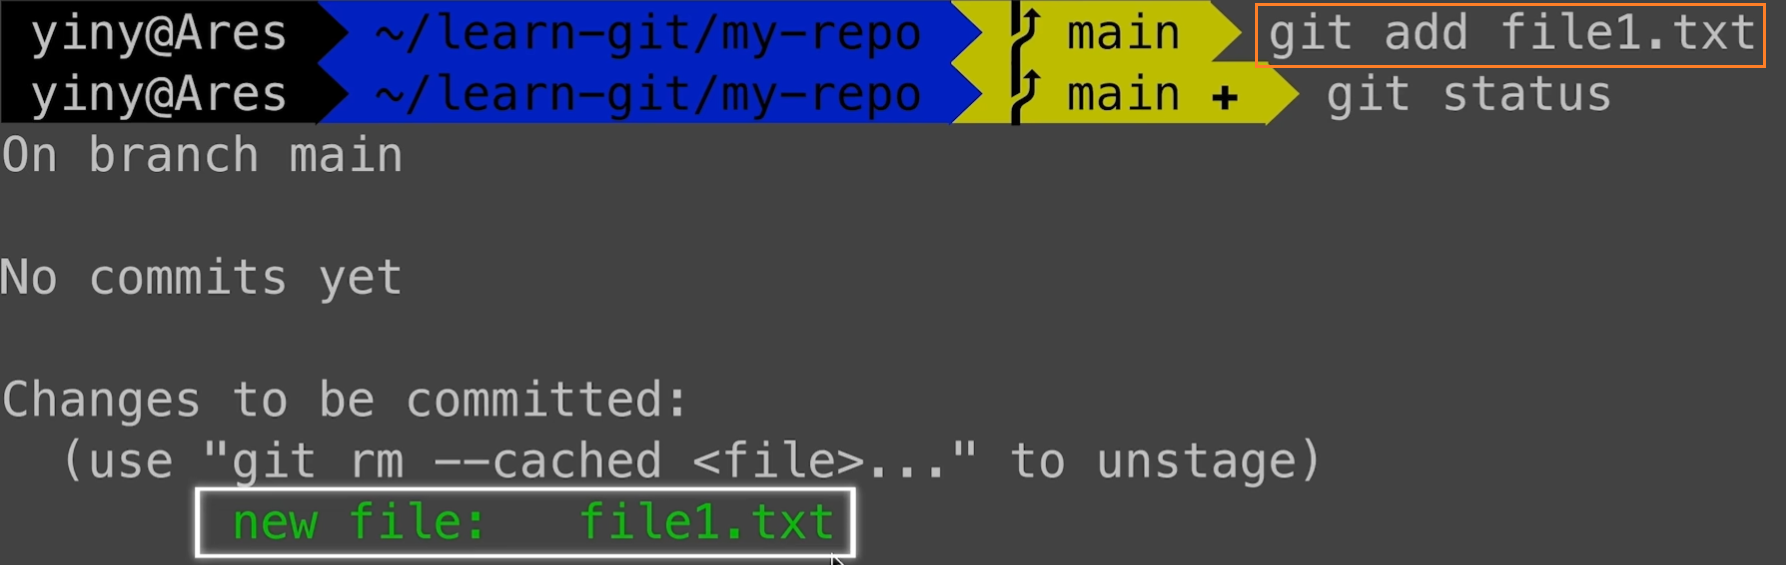 yiny@Ares ~/learn-git/my-repo main git add file1.txt
yiny@Ares ~/learn-git/my-repo main + git status
On branch main
No commits yet
Changes to be committed:
(use "git rm --cached <file>..." to unstage)
new file: file1.txt